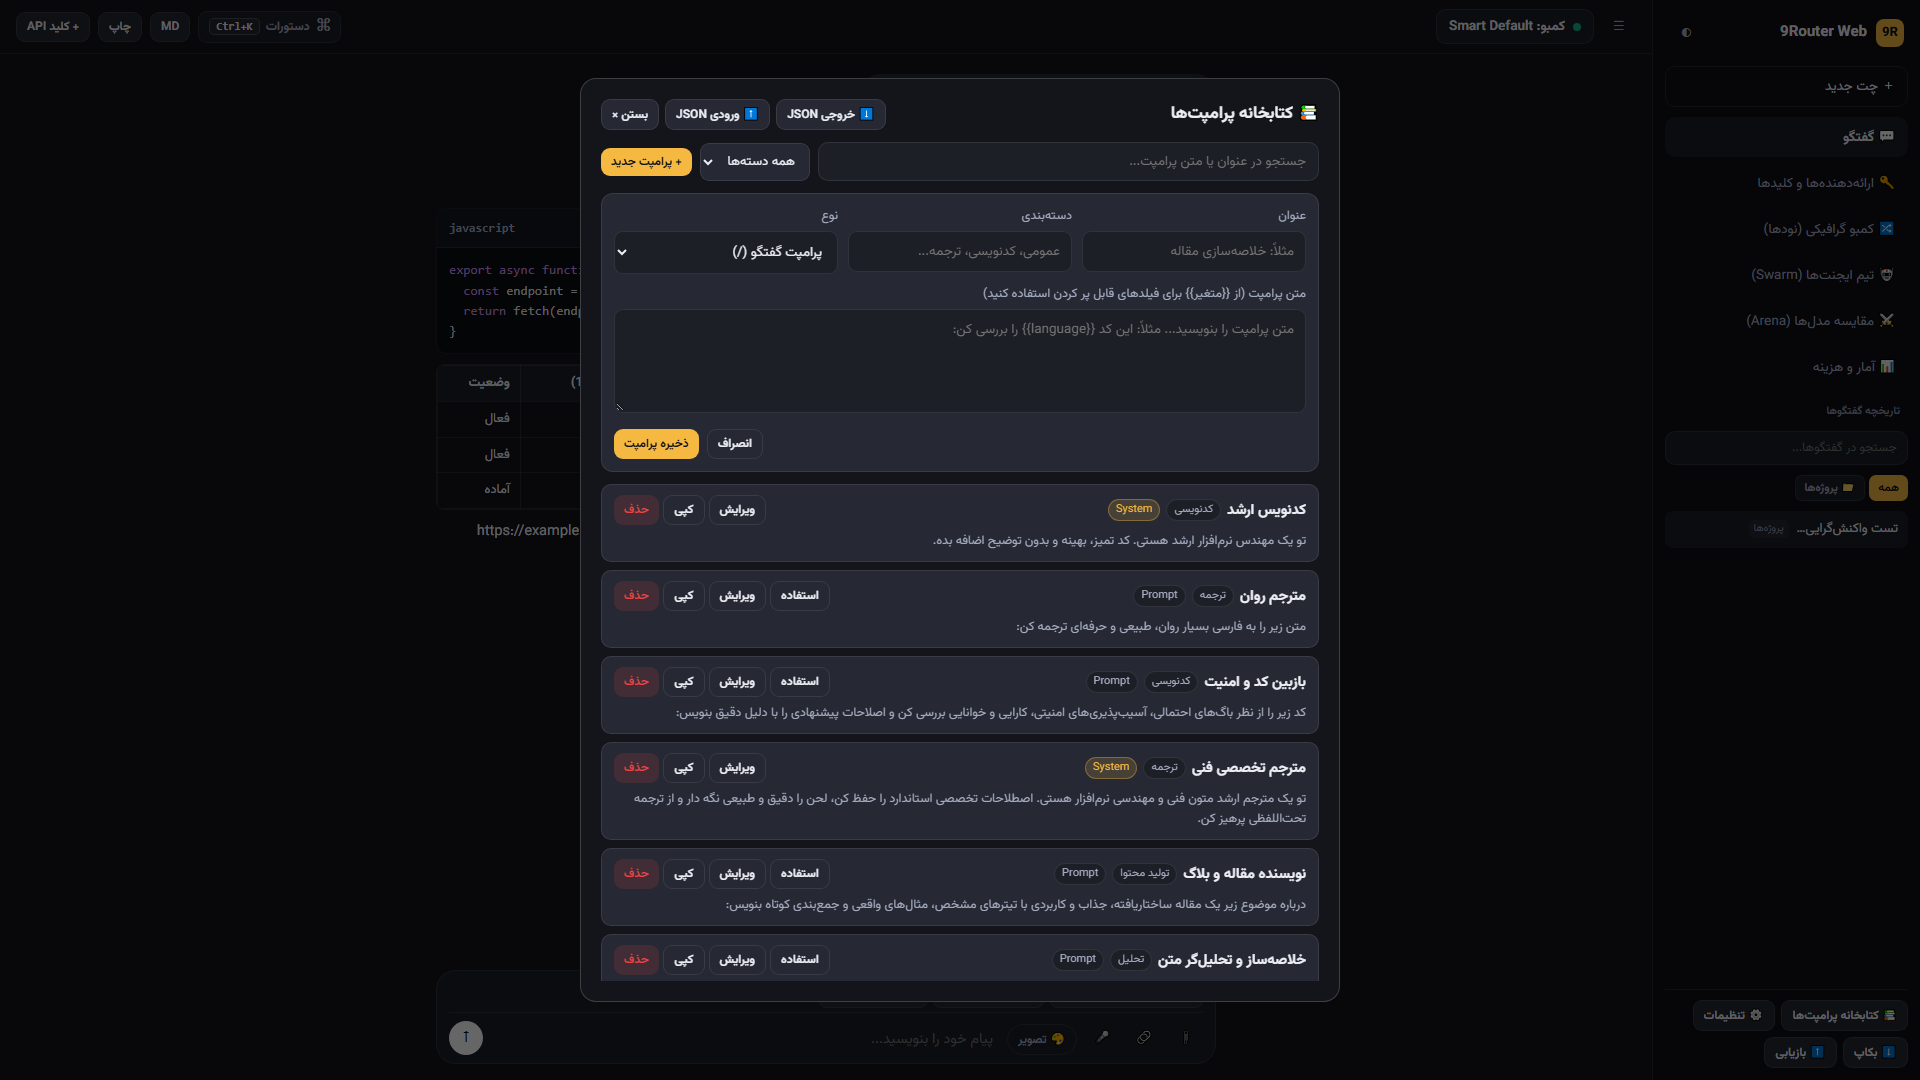 9R 9Router Web
+ چت جدید
گفتگو
ارائه‌دهنده‌ها و کلیدها
کمبو گرافیکی (نودها)
تیم ایجنت‌ها (Swarm)
مقایسه مدل‌ها (Arena)
آمار و هزینه
تاریخچه گفتگوها
جستجو در گفتگوها...
همه پروژه‌ها
تست واکنش‌گرایی... پروژه‌ها
کتابخانه پرامپت‌ها تنظیمات
بکاپ بازیابی
کمبو: Smart Default
⌘ دستورات Ctrl+K
MD
چاپ
+ کلید API
کتابخانه پرامپت‌ها
خروجی JSON
ورودی JSON
بستن ×
جستجو در عنوان یا متن پرامپت...
همه دسته‌ها
+ پرامپت جدید
عنوان دسته‌بندی نوع
مثلاً: خلاصه‌سازی مقاله عمومی، کدنویسی، ترجمه... پرامپت گفتگو (/)
متن پرامپت (از {{متغیر}} برای فیلدهای قابل پر کردن استفاده کنید)
متن پرامپت را بنویسید... مثلاً: این کد {{language}} را بررسی کن:
انصراف ذخیره پرامپت
کدنویس ارشد کدنویسی System ویرایش کپی حذف
تو یک مهندس نرم‌افزار ارشد هستی. کد تمیز، بهینه و بدون توضیح اضافه بده.
مترجم روان ترجمه Prompt استفاده ویرایش کپی حذف
متن زیر را به فارسی بسیار روان، طبیعی و حرفه‌ای ترجمه کن:
بازبین کد و امنیت کدنویسی Prompt استفاده ویرایش کپی حذف
کد زیر را از نظر باگ‌های احتمالی، آسیب‌پذیری‌های امنیتی، کارایی و خوانایی بررسی کن و اصلاحات پیشنهادی را با دلیل دقیق بنویس:
مترجم تخصصی فنی ترجمه System ویرایش کپی حذف
تو یک مترجم ارشد متون فنی و مهندسی نرم‌افزار هستی. اصطلاحات تخصصی استاندارد را حفظ کن، لحن را دقیق و طبیعی نگه دار و از ترجمه
تحت‌اللفظی پرهیز کن.
نویسنده مقاله و بلاگ تولید محتوا Prompt استفاده ویرایش کپی حذف
درباره موضوع زیر یک مقاله ساختاریافته، جذاب و کاربردی با تیترهای مشخص، مثال‌های واقعی و جمع‌بندی کوتاه بنویس:
خلاصه‌ساز و تحلیل‌گر متن تحلیل Prompt استفاده ویرایش کپی حذف
javascript
export async functi
const endpoint =
return fetch(endp
}
وضعیت
فعال
فعال
آماده
https://example
تصویر پیام خود را بنویسید...